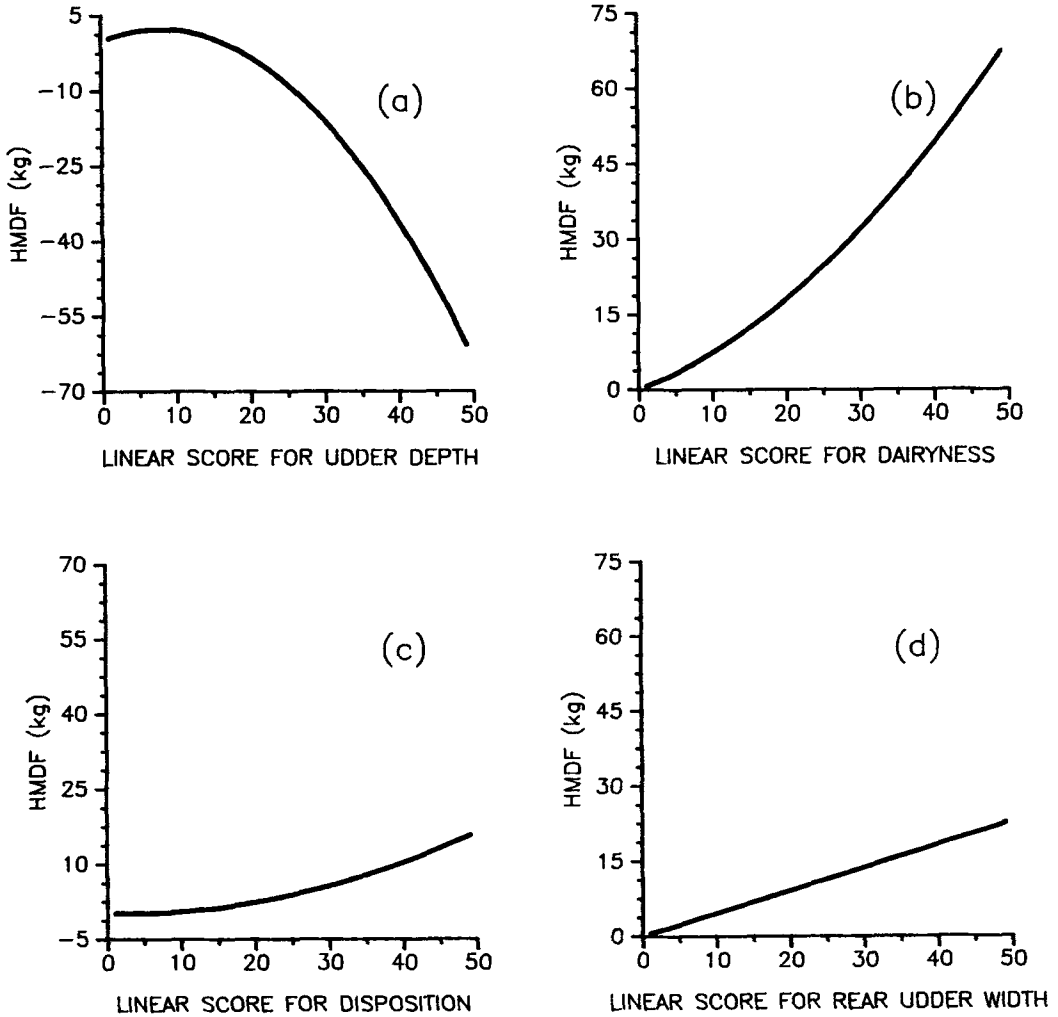 5
-10
-25
-40
-55
-70
HMDF (kg)
(a)
0 10 20 30 40 50
LINEAR SCORE FOR UDDER DEPTH
75
60
45
30
15
0
HMDF (kg)
(b)
0 10 20 30 40 50
LINEAR SCORE FOR DAIRYNESS
70
55
40
25
10
-5
HMDF (kg)
(c)
0 10 20 30 40 50
LINEAR SCORE FOR DISPOSITION
75
60
45
30
15
0
HMDF (kg)
(d)
0 10 20 30 40 50
LINEAR SCORE FOR REAR UDDER WIDTH